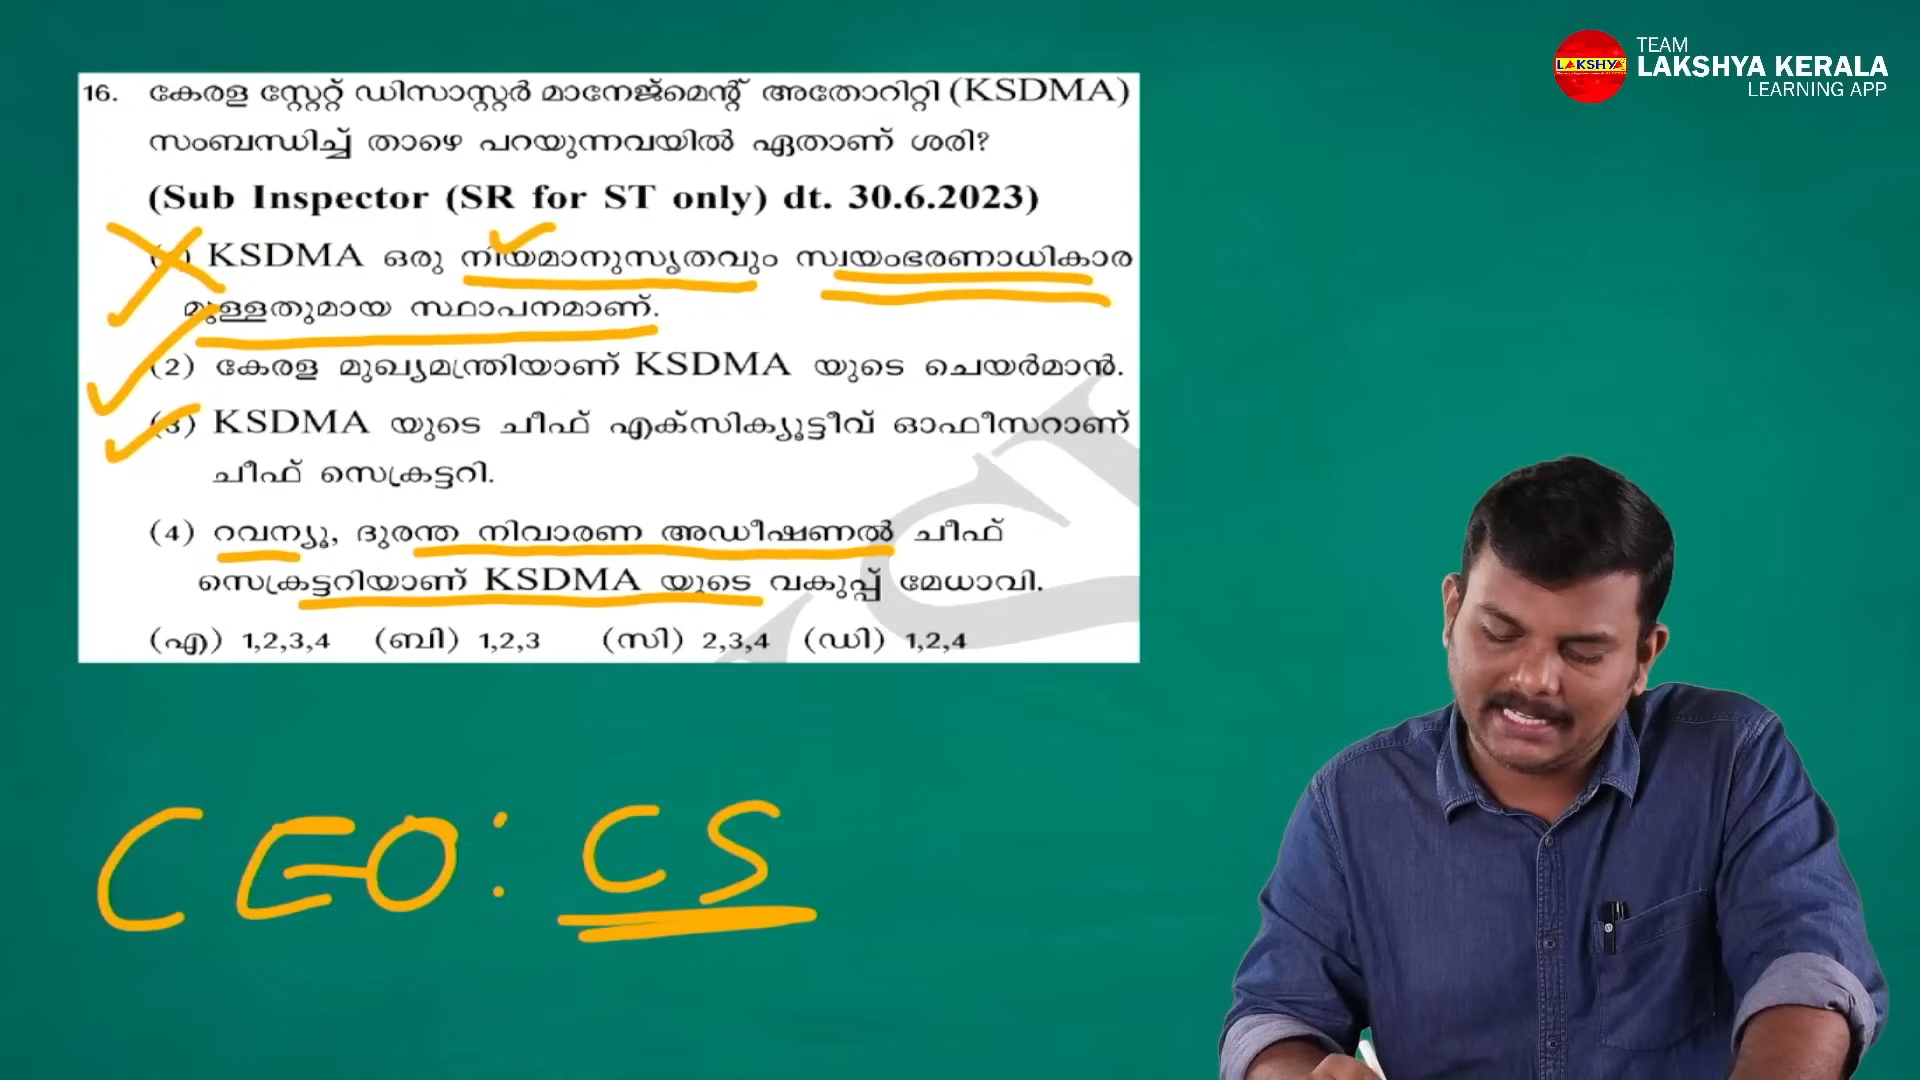 TEAM
LAKSHYA
LAKSHYA KERALA
LEARNING APP
16. കേരള സ്റ്റേറ്റ് ഡിസാസ്റ്റർ മാനേജ്മെന്റ് അതോറിറ്റി (KSDMA)
സംബന്ധിച്ച് താഴെ പറയുന്നവയിൽ ഏതാണ് ശരി?
(Sub Inspector (SR for ST only) dt. 30.6.2023)
(1) KSDMA ഒരു നിയമാനുസൃതവും സ്വയംഭരണാധികാര
മുള്ളതുമായ സ്ഥാപനമാണ്.
(2) കേരള മുഖ്യമന്ത്രിയാണ് KSDMA യുടെ ചെയർമാൻ.
(3) KSDMA യുടെ ചീഫ് എക്സിക്യൂട്ടീവ് ഓഫീസറാണ്
ചീഫ് സെക്രട്ടറി.
(4) റവന്യൂ, ദുരന്ത നിവാരണ അഡീഷണൽ ചീഫ്
സെക്രട്ടറിയാണ് KSDMA യുടെ വകുപ്പ് മേധാവി.
(എ) 1,2,3,4 (ബി) 1,2,3 (സി) 2,3,4 (ഡി) 1,2,4
CEO: CS